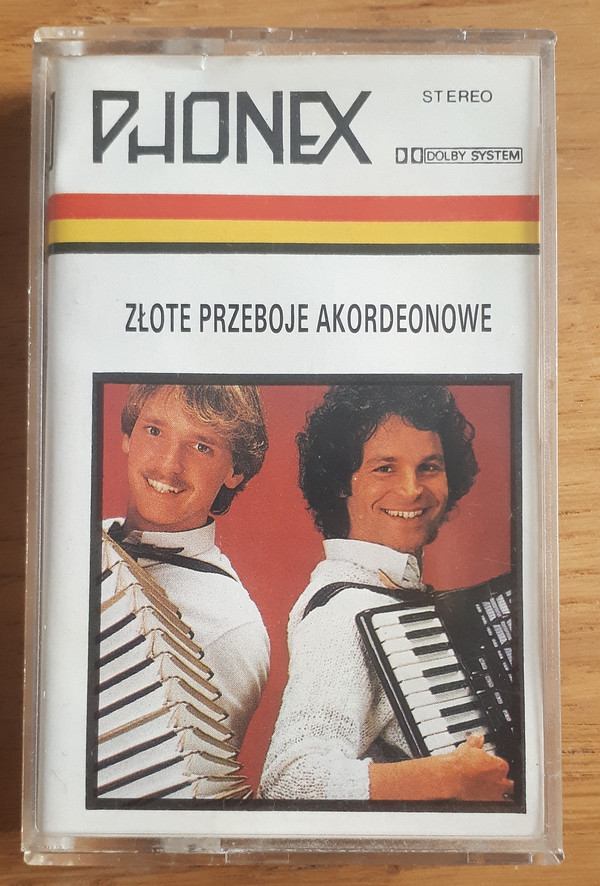 PHONEX
STEREO
DOLBY SYSTEM
ZŁOTE PRZEBOJE AKORDEONOWE